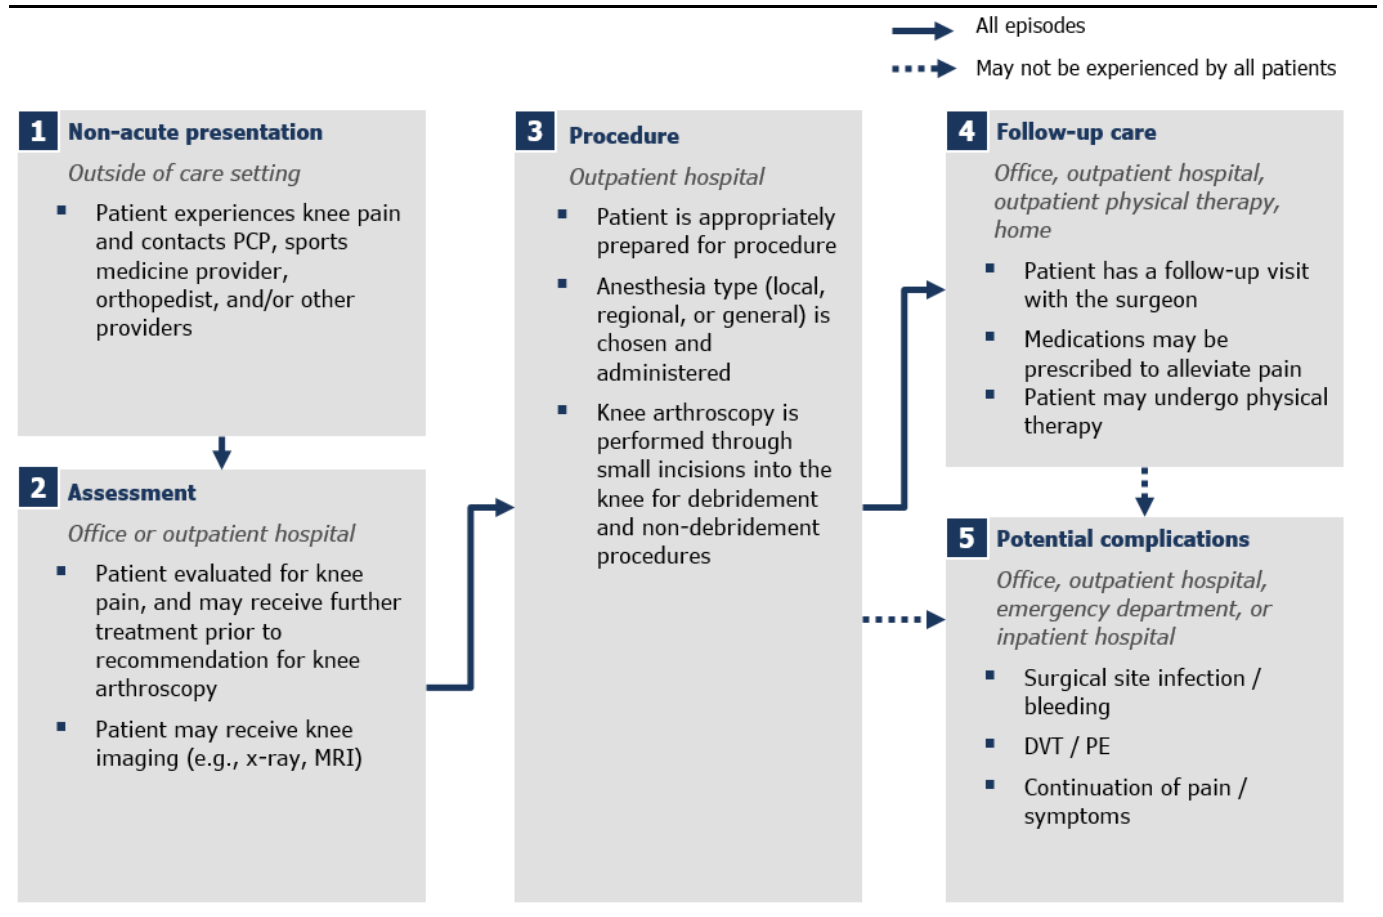 All episodes
May not be experienced by all patients
1 Non-acute presentation
Outside of care setting
▪ Patient experiences knee pain
and contacts PCP, sports
medicine provider,
orthopedist, and/or other
providers
2 Assessment
Office or outpatient hospital
▪ Patient evaluated for knee
pain, and may receive further
treatment prior to
recommendation for knee
arthroscopy
▪ Patient may receive knee
imaging (e.g., x-ray, MRI)
3 Procedure
Outpatient hospital
▪ Patient is appropriately
prepared for procedure
▪ Anesthesia type (local,
regional, or general) is
chosen and
administered
▪ Knee arthroscopy is
performed through
small incisions into the
knee for debridement
and non-debridement
procedures
4 Follow-up care
Office, outpatient hospital,
outpatient physical therapy,
home
▪ Patient has a follow-up visit
with the surgeon
▪ Medications may be
prescribed to alleviate pain
▪ Patient may undergo physical
therapy
5 Potential complications
Office, outpatient hospital,
emergency department, or
inpatient hospital
▪ Surgical site infection /
bleeding
▪ DVT / PE
▪ Continuation of pain /
symptoms